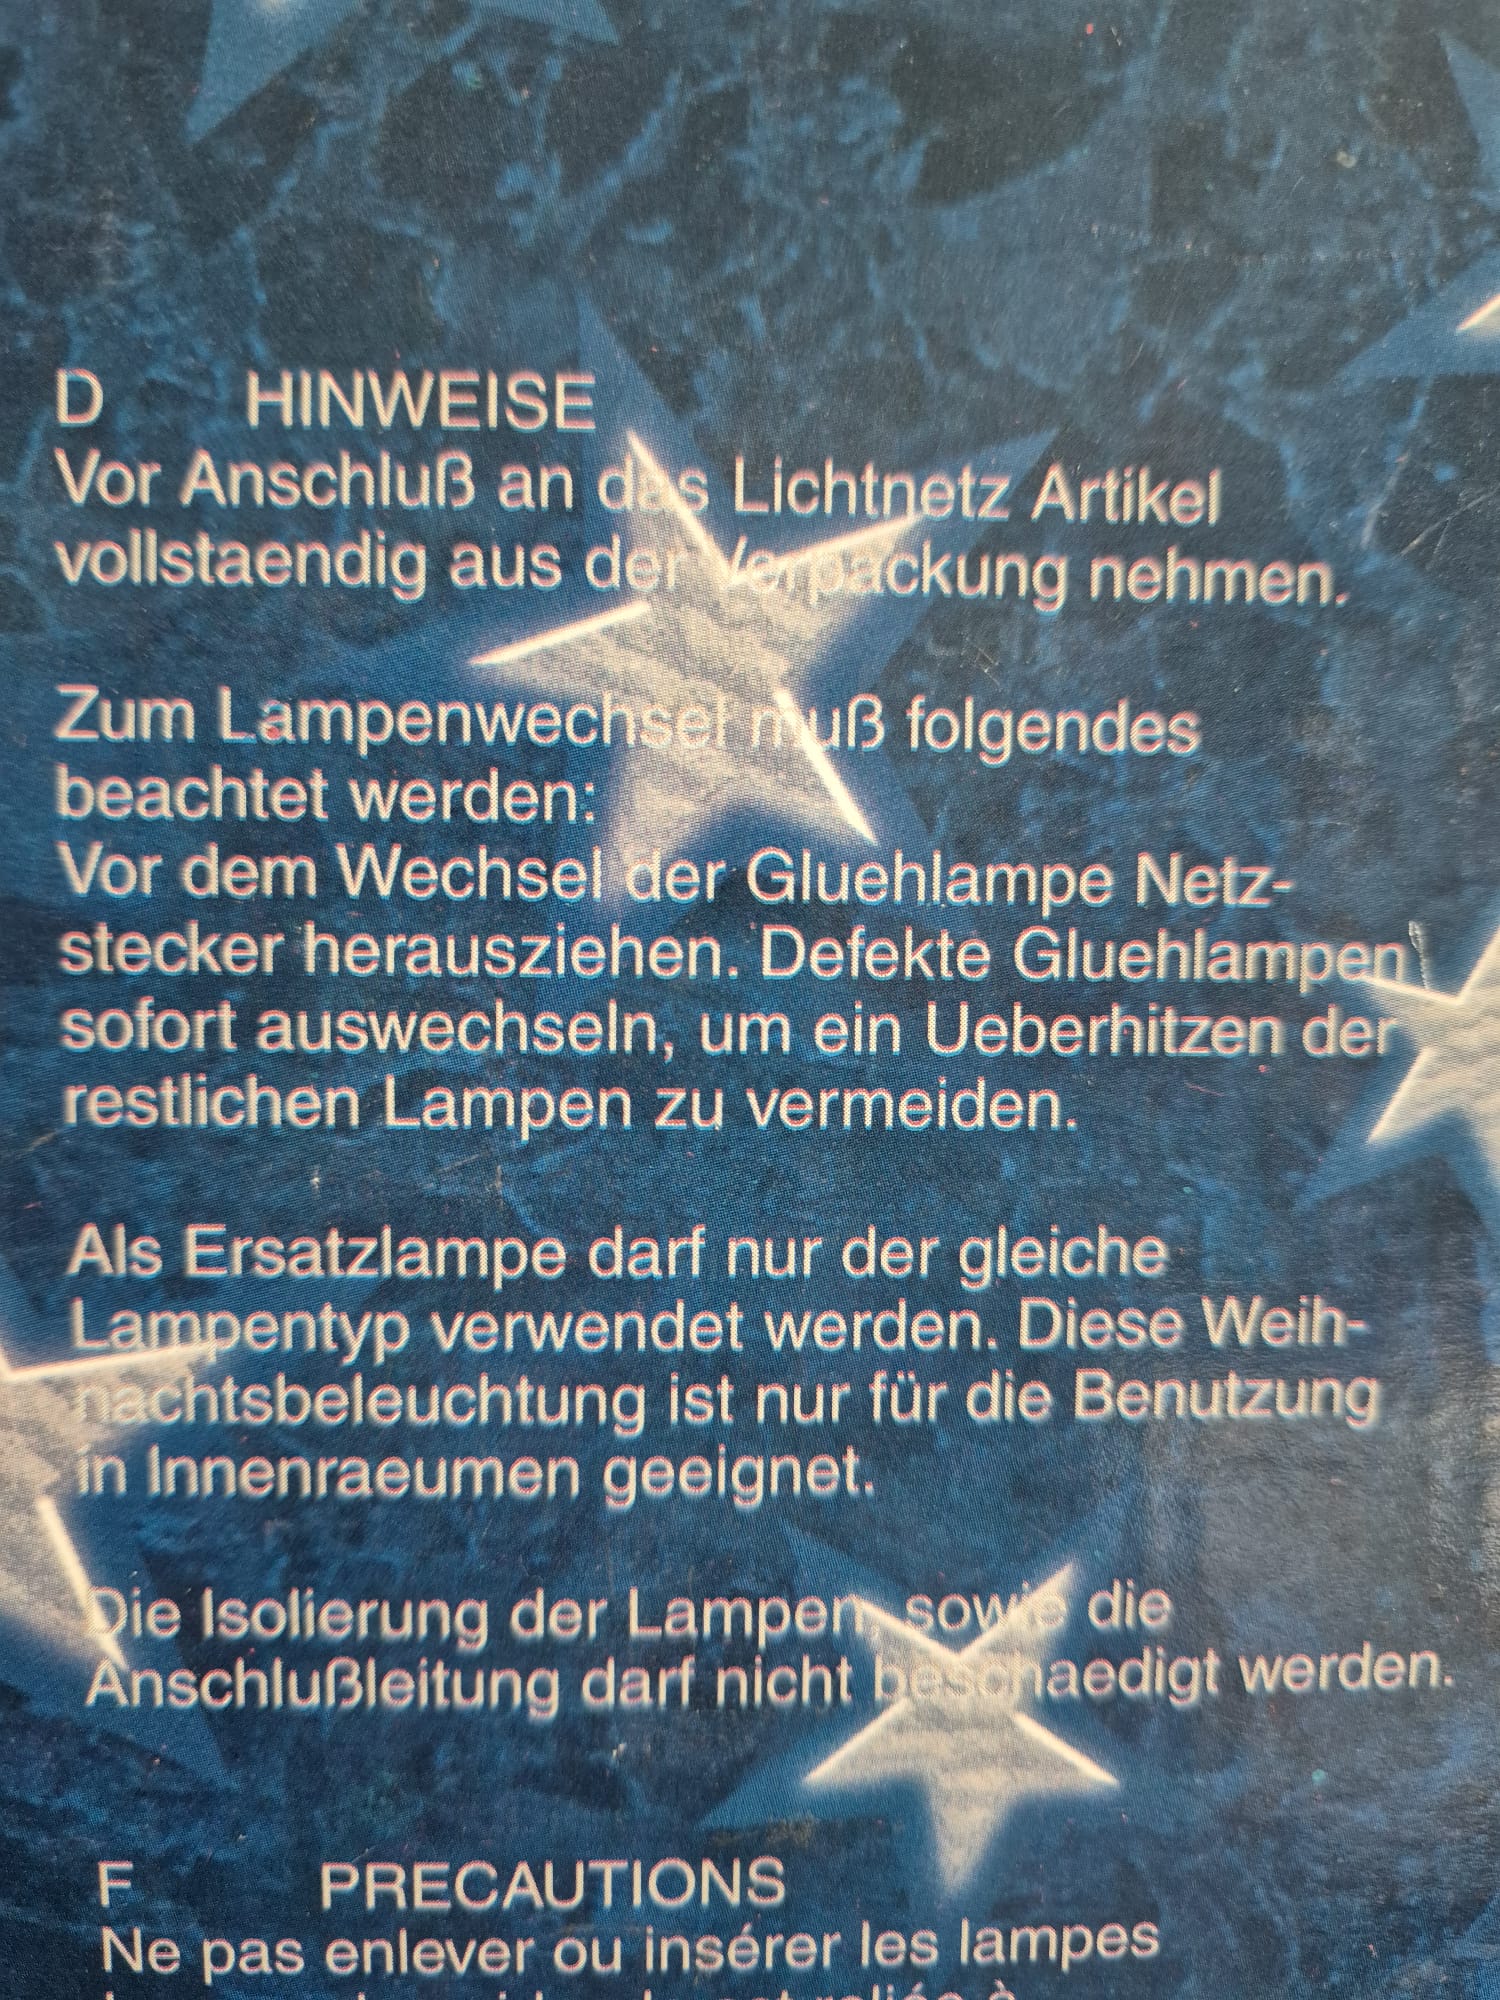 D HINWEISE
Vor Anschluß an das Lichtnetz Artikel
vollstaendig aus der Verpackung nehmen.
Zum Lampenwechsel muß folgendes
beachtet werden:
Vor dem Wechsel der Gluehlampe Netz-
stecker herausziehen. Defekte Gluehlampen
sofort auswechseln, um ein Ueberhitzen der
restlichen Lampen zu vermeiden.
Als Ersatzlampe darf nur der gleiche
Lampentyp verwendet werden. Diese Weih-
nachtsbeleuchtung ist nur für die Benutzung
in Innenraeumen geeignet.
Die Isolierung der Lampen, sowie die
Anschlußleitung darf nicht beschaedigt werden.
F PRECAUTIONS
Ne pas enlever ou insérer les lampes